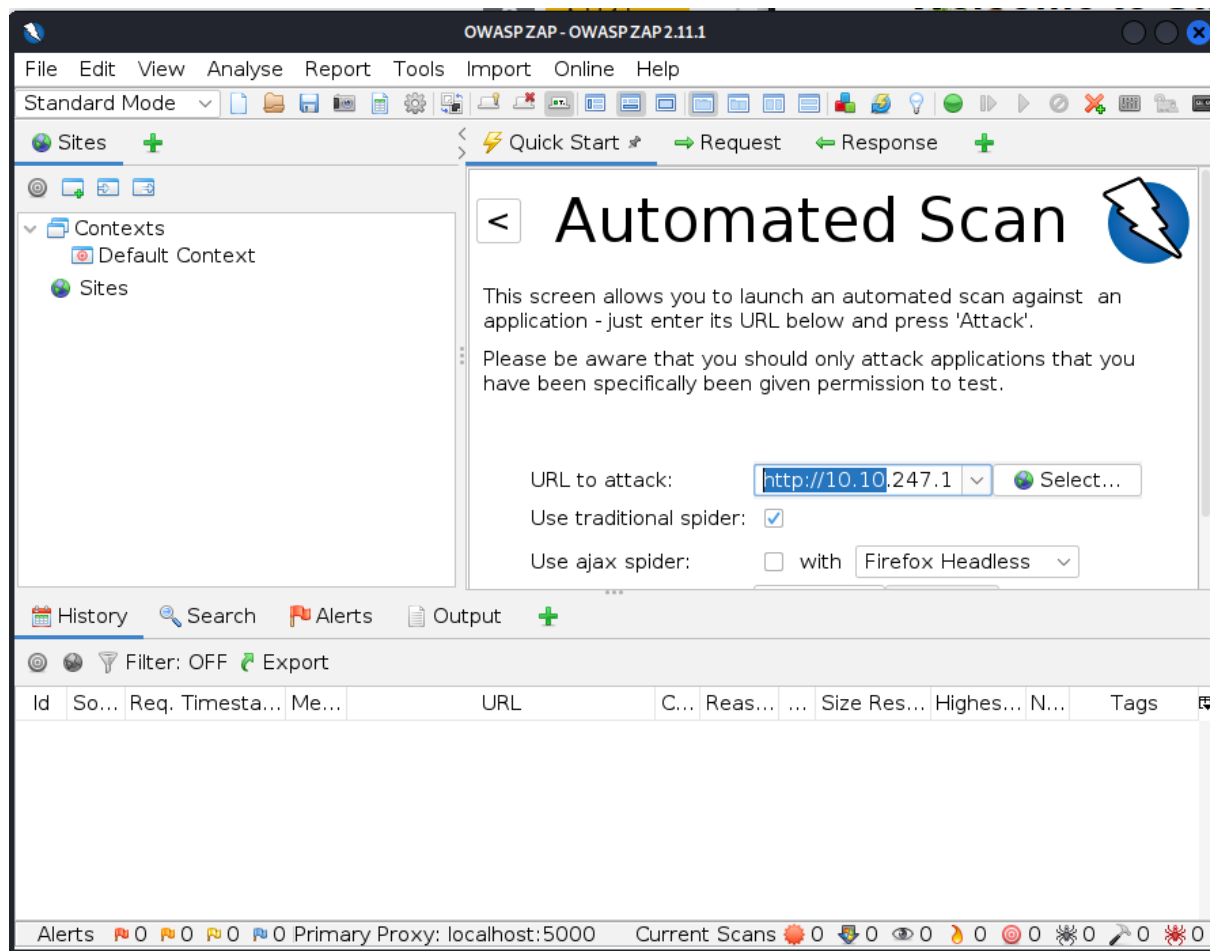 OWASP ZAP - OWASP ZAP 2.11.1
File Edit View Analyse Report Tools Import Online Help
Standard Mode
Sites
Quick Start Request Response
< Automated Scan
Contexts
Default Context
Sites
This screen allows you to launch an automated scan against an
application - just enter its URL below and press 'Attack'.
Please be aware that you should only attack applications that you
have been specifically been given permission to test.
URL to attack: http://10.10.247.1 Select...
Use traditional spider:
Use ajax spider: with Firefox Headless
History Search Alerts Output
Filter: OFF Export
Id So... Req. Timesta... Me... URL C... Reas... ... Size Res... Highes... N... Tags
Alerts 0 0 0 0 Primary Proxy: localhost:5000 Current Scans 0 0 0 0 0 0 0 0